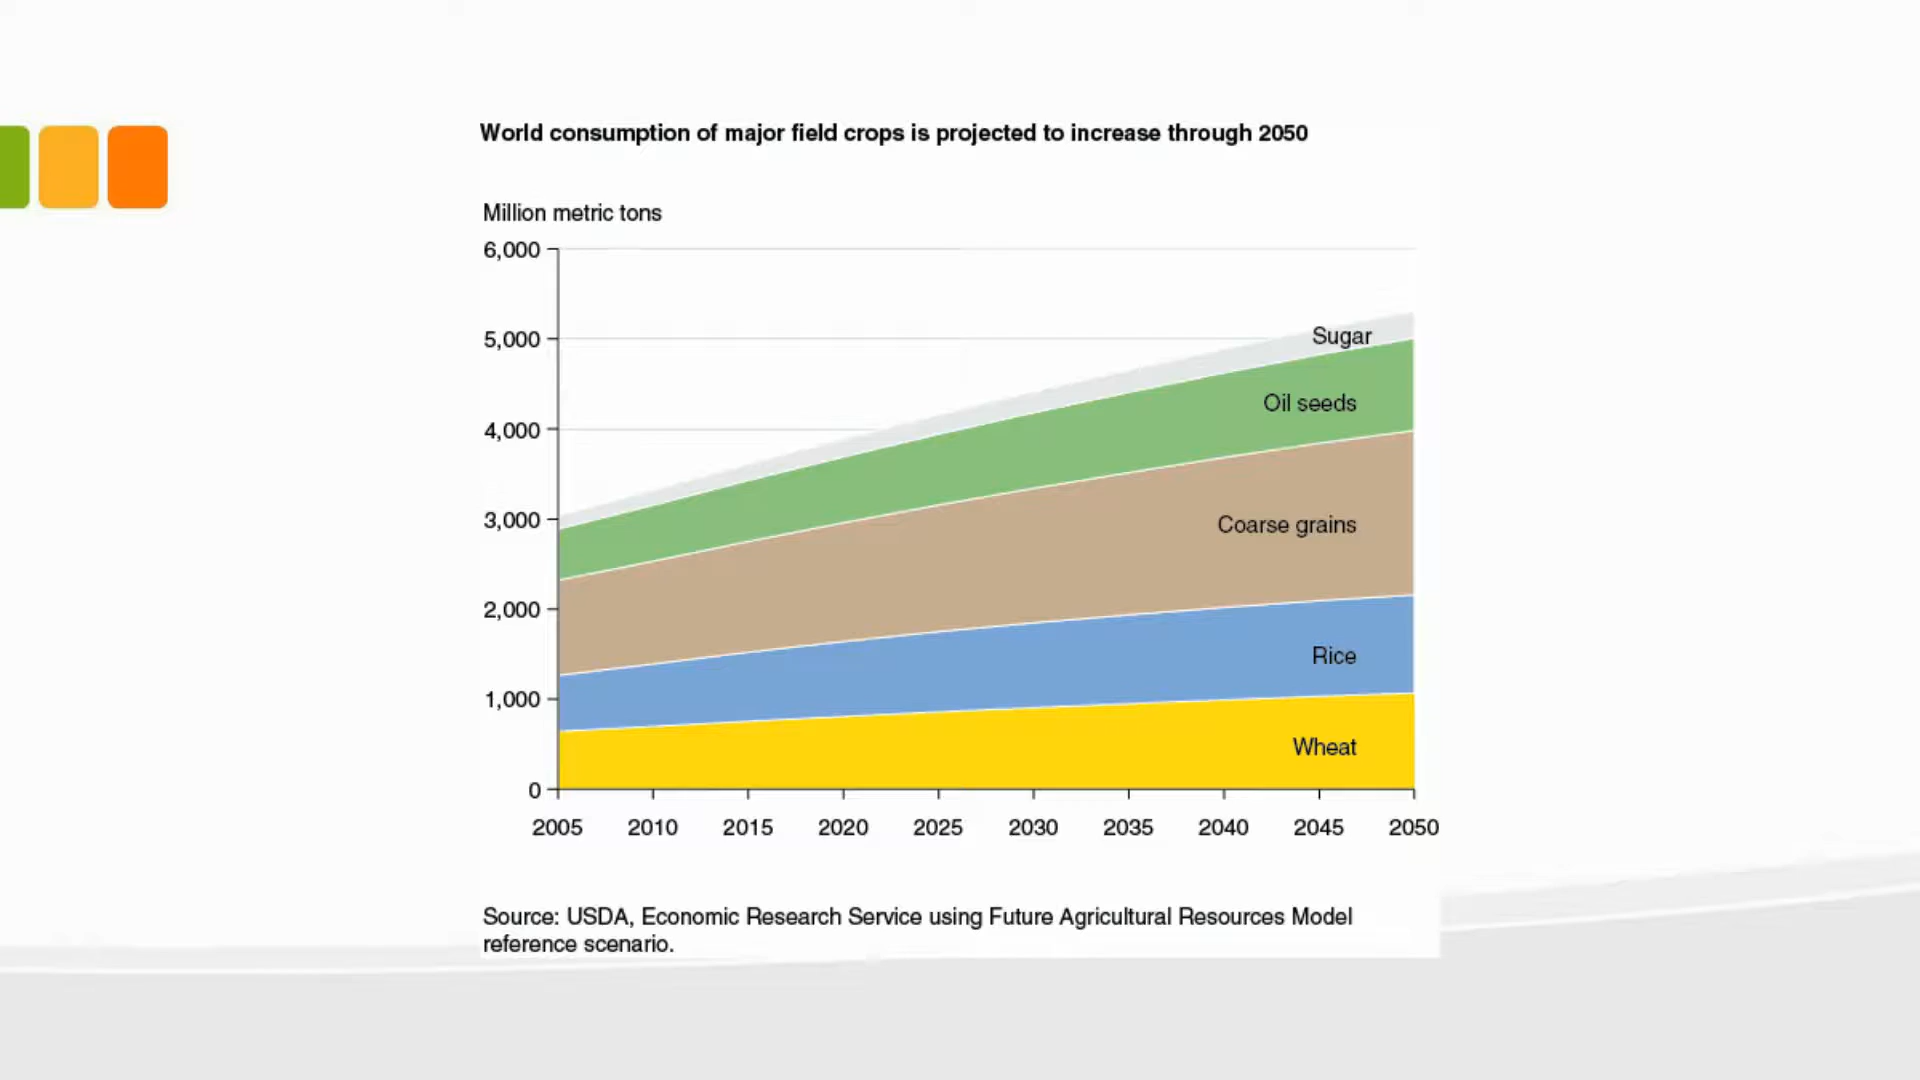 World consumption of major field crops is projected to increase through 2050
Million metric tons
6,000
5,000
4,000
3,000
2,000
1,000
0
Sugar
Oil seeds
Coarse grains
Rice
Wheat
2005 2010 2015 2020 2025 2030 2035 2040 2045 2050
Source: USDA, Economic Research Service using Future Agricultural Resources Model
reference scenario.